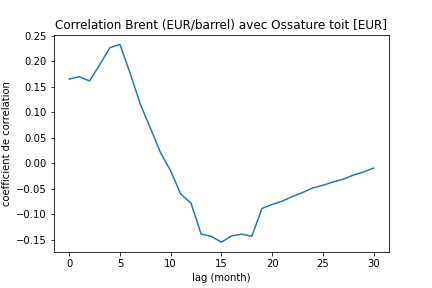 Correlation Brent (EUR/barrel) avec Ossature toit [EUR]
0.25
0.20
0.15
0.10
0.05
0.00
−0.05
−0.10
−0.15
coefficient de correlation
0 5 10 15 20 25 30
lag (month)